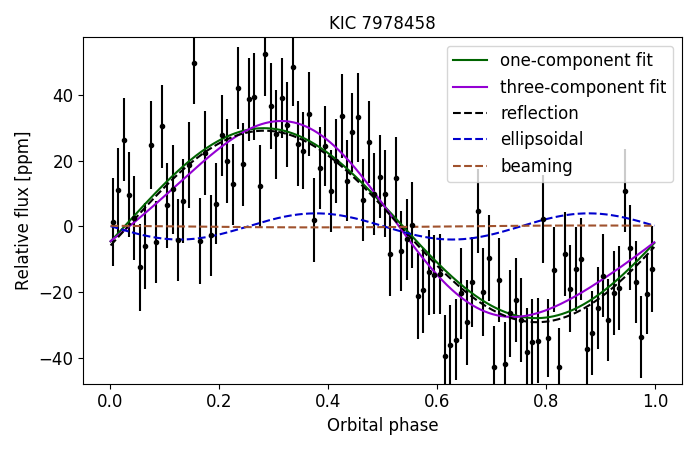 KIC 7978458
one-component fit
three-component fit
reflection
ellipsoidal
beaming
Relative flux [ppm]
40
20
0
−20
−40
0.0 0.2 0.4 0.6 0.8 1.0
Orbital phase